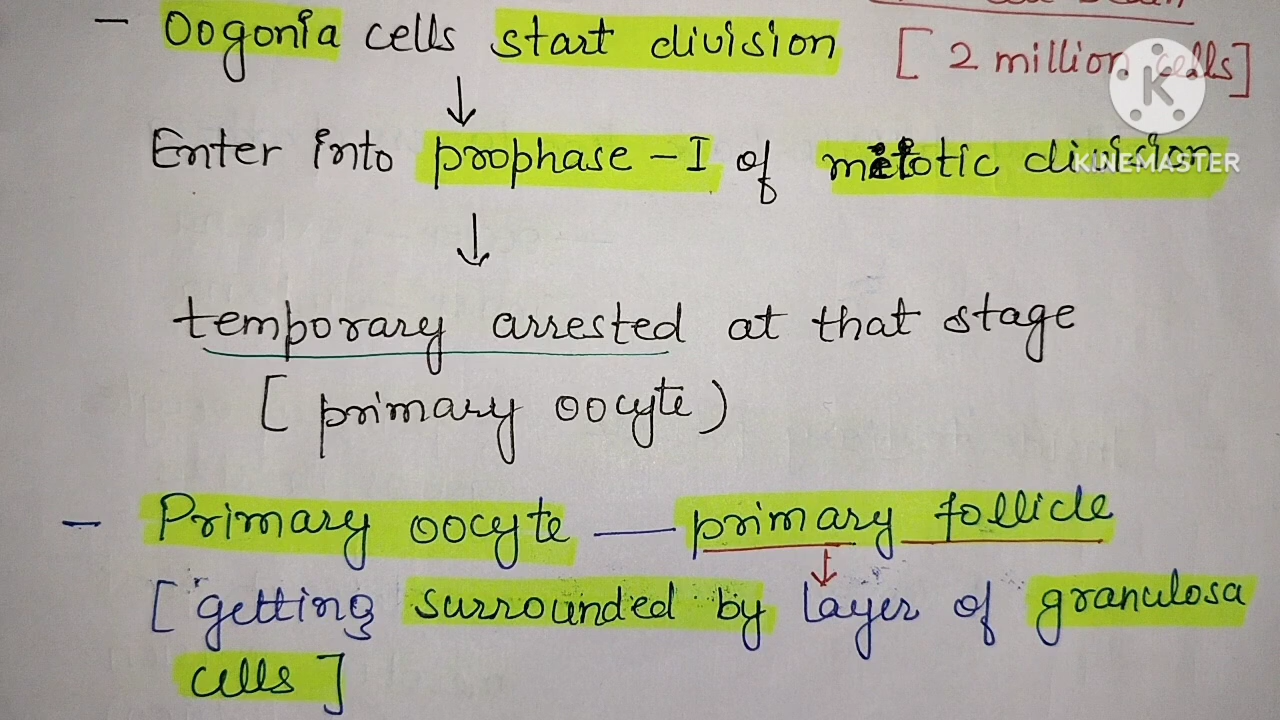 - Oogonia cells start division [ 2 million cells]
↓
Enter into prophase - I of meiotic division
↓
temporary arrested at that stage
[ primary oocyte )
- Primary oocyte — primary follicle
↓
[ getting surrounded by layer of granulosa
cells ]
K
KINEMASTER